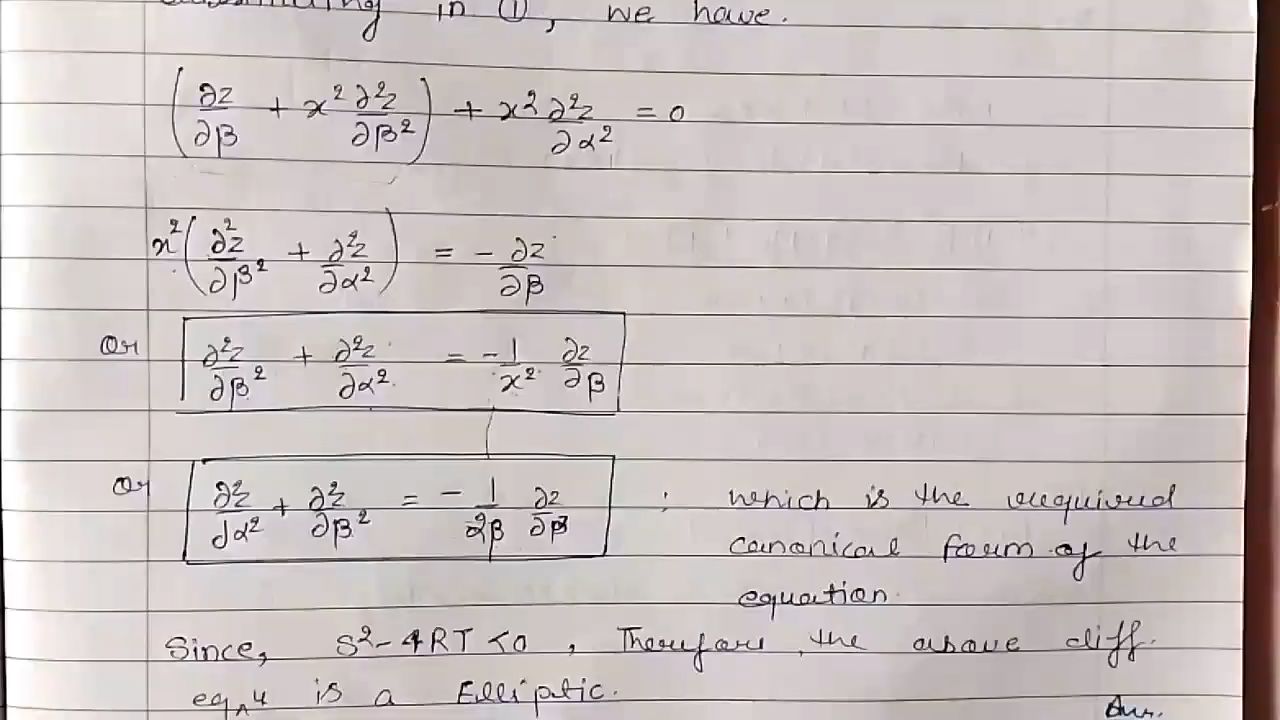 in ①, we have.
(∂z/∂β + x² ∂²z/∂β²) + x² ∂²z/∂α² = 0
x² (∂²z/∂β² + ∂²z/∂α²) = - ∂z/∂β
Or ∂²z/∂β² + ∂²z/∂α² = - 1/x² ∂z/∂β
Or ∂²z/∂α² + ∂²z/∂β² = - 1/2β ∂z/∂β ; which is the required
canonical form of the
equation.
Since, S² - 4RT < 0, Therefore, the above diff.
eqn is a Elliptic.
Ans.